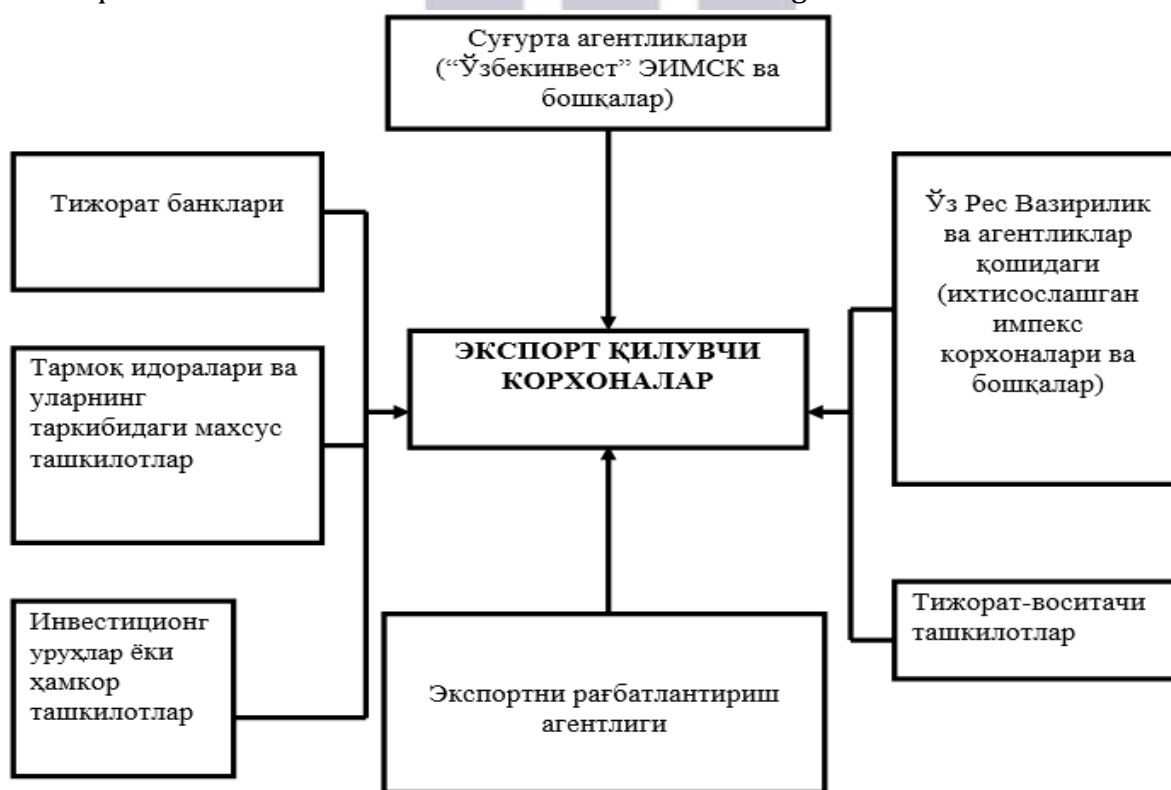 Суғурта агентликлари
(“Ўзбекинвест” ЭИМСК ва
бошқалар)
Тижорат банклари
Ўз Рес Вазирилик
ва агентликлар
қошидаги
(ихтисослашган
импекс
корхоналари ва
бошқалар)
ЭКСПОРТ ҚИЛУВЧИ
КОРХОНАЛАР
Тармоқ идоралари ва
уларнинг
таркибидаги махсус
ташкилотлар
Инвестиционг
уруҳлар ёки
ҳамкор
ташкилотлар
Экспортни рағбатлантириш
агентлиги
Тижорат-воситачи
ташкилотлар